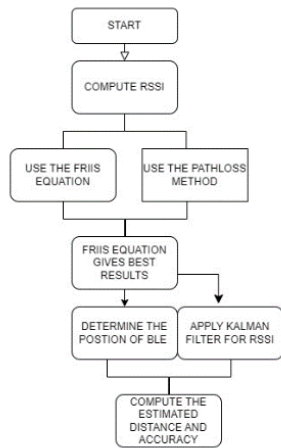 START
COMPUTE RSSI
USE THE FRIIS
EQUATION
USE THE PATHLOSS
METHOD
FRIIS EQUATION
GIVES BEST
RESULTS
DETERMINE THE
POSTION OF BLE
APPLY KALMAN
FILTER FOR RSSI
COMPUTE THE
ESTIMATED
DISTANCE AND
ACCURACY